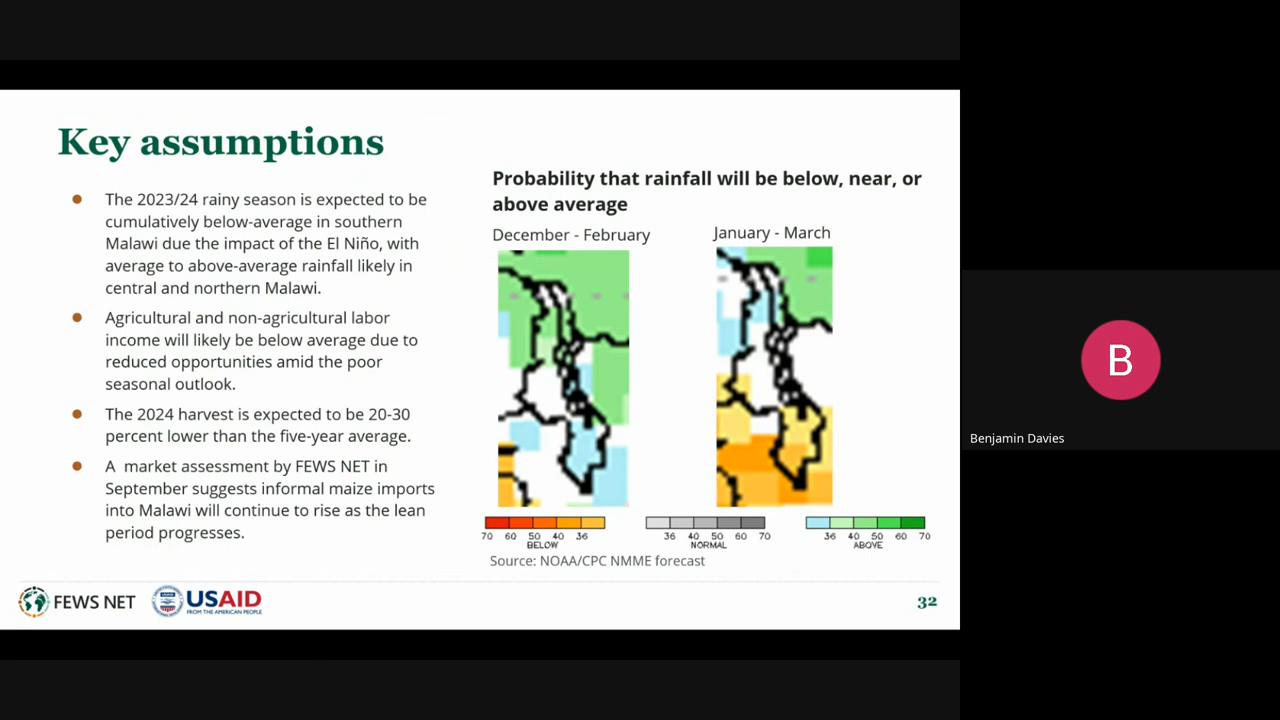 Key assumptions
The 2023/24 rainy season is expected to be
cumulatively below-average in southern
Malawi due the impact of the El Niño, with
average to above-average rainfall likely in
central and northern Malawi.
Agricultural and non-agricultural labor
income will likely be below average due to
reduced opportunities amid the poor
seasonal outlook.
The 2024 harvest is expected to be 20-30
percent lower than the five-year average.
A market assessment by FEWS NET in
September suggests informal maize imports
into Malawi will continue to rise as the lean
period progresses.
Probability that rainfall will be below, near, or
above average
December - February
January - March
70 60 50 40 36
BELOW
36 40 50 60 70
NORMAL
36 40 50 60 70
ABOVE
Source: NOAA/CPC NMME forecast
FEWS NET
USAID
FROM THE AMERICAN PEOPLE
32
B
Benjamin Davies